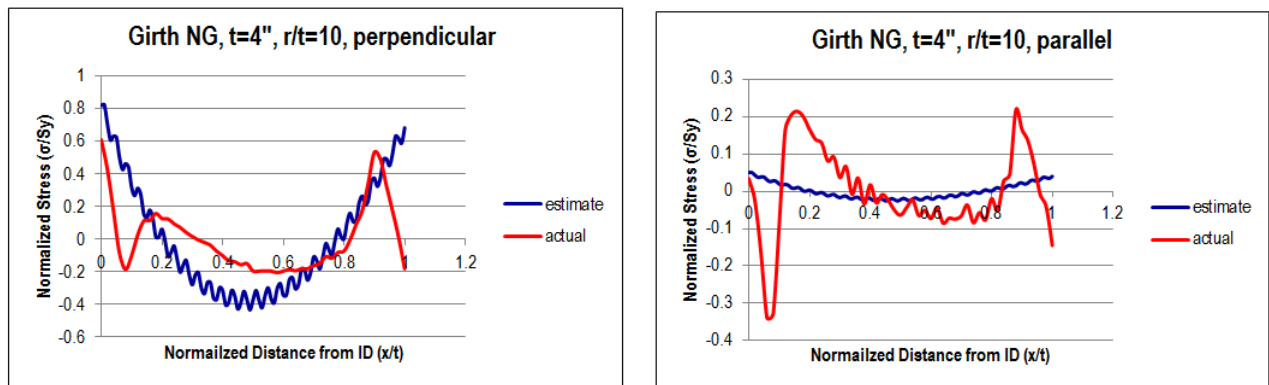 Girth NG, t=4", r/t=10, perpendicular
Normalized Stress (σ/Sy)
1
0.8
0.6
0.4
0.2
0
-0.2
-0.4
-0.6
0 0.2 0.4 0.6 0.8 1 1.2
estimate
actual
Normailzed Distance from ID (x/t)
Girth NG, t=4", r/t=10, parallel
Normalized Stress (σ/Sy)
0.3
0.2
0.1
0
-0.1
-0.2
-0.3
-0.4
0 0.2 0.4 0.6 0.8 1 1.2
estimate
actual
Normailzed Distance from ID (x/t)